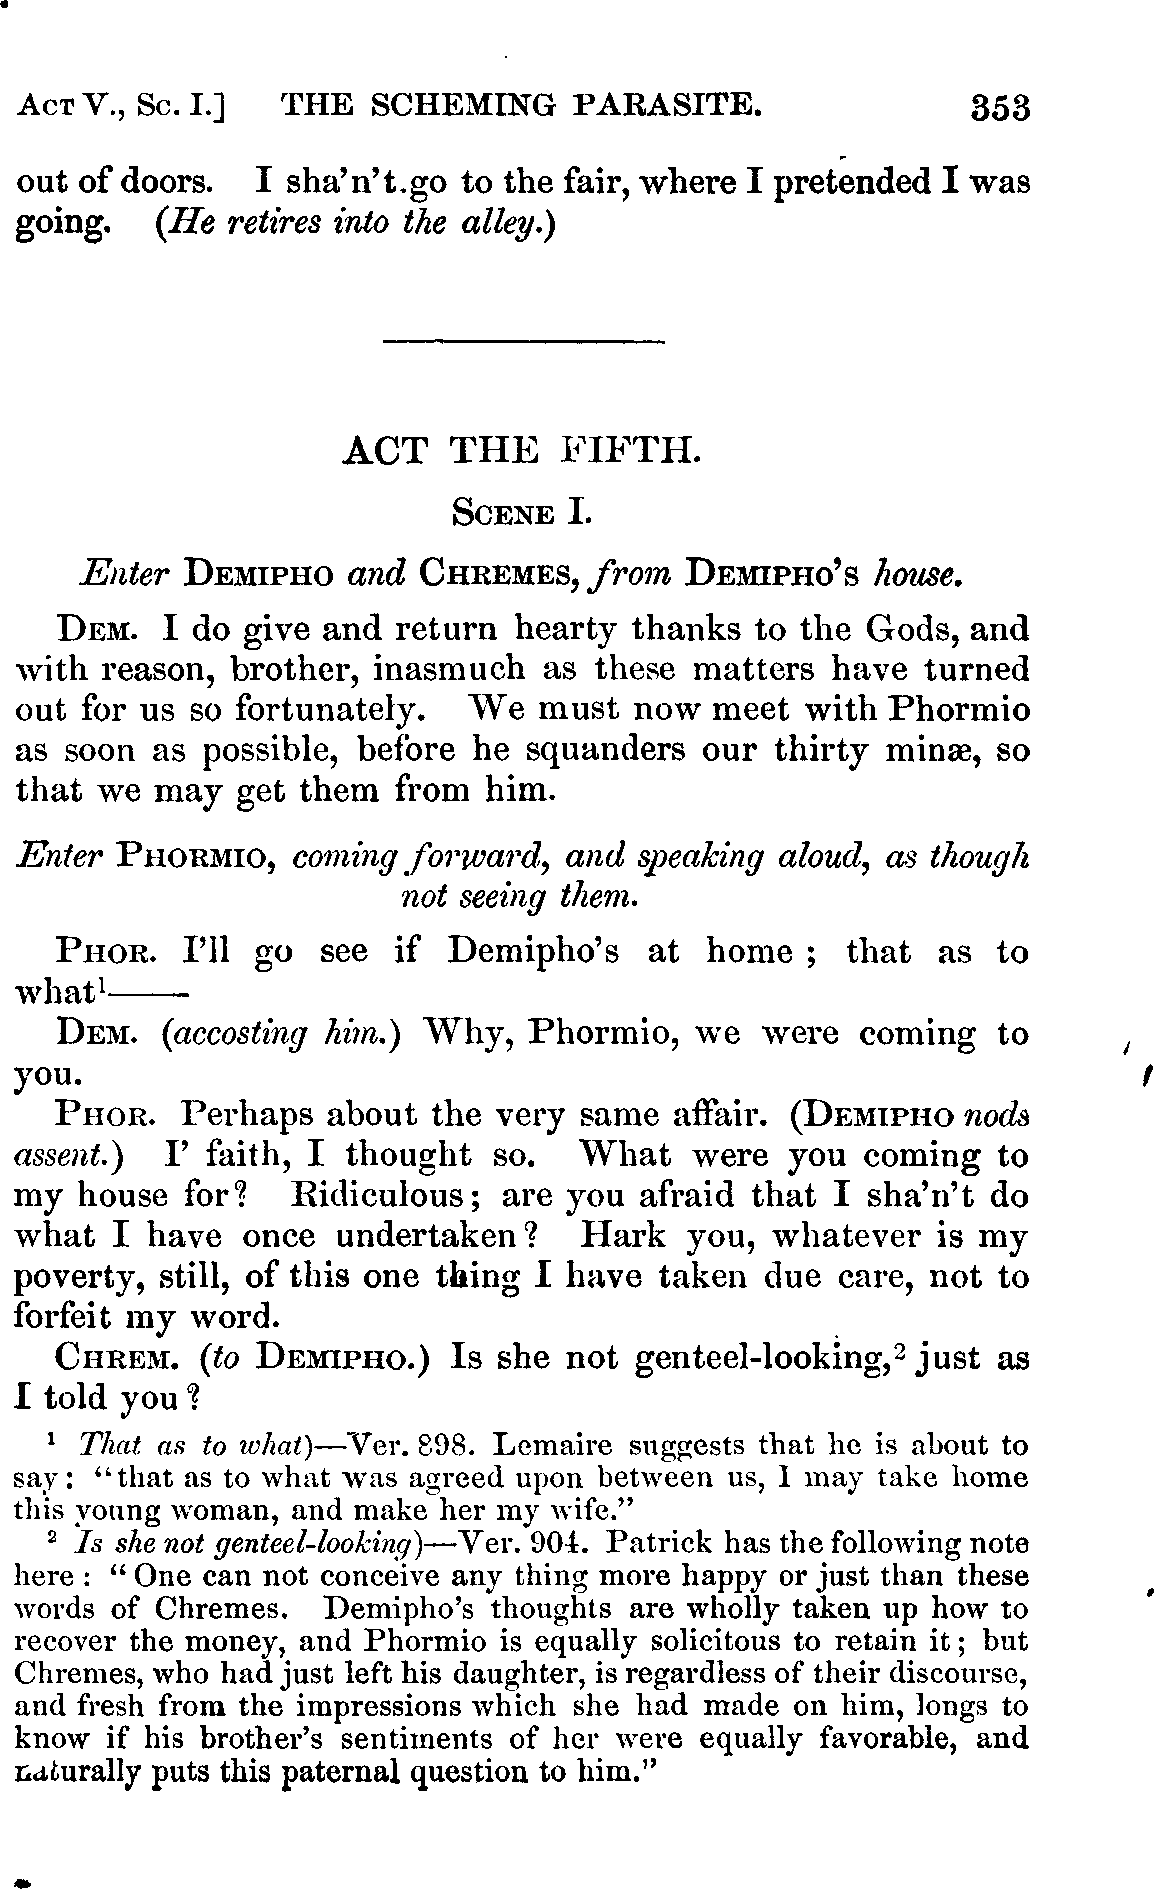 ACT V., Sc. I.] THE SCHEMING PARASITE. 353
out of doors. I sha'n't go to the fair, where I pretended I was
going. (He retires into the alley.)
ACT THE FIFTH.
SCENE I.
Enter DEMIPHO and CHREMES, from DEMIPHO'S house.
DEM. I do give and return hearty thanks to the Gods, and
with reason, brother, inasmuch as these matters have turned
out for us so fortunately. We must now meet with Phormio
as soon as possible, before he squanders our thirty minæ, so
that we may get them from him.
Enter PHORMIO, coming forward, and speaking aloud, as though
not seeing them.
PHOR. I'll go see if Demipho's at home; that as to
what¹——
DEM. (accosting him.) Why, Phormio, we were coming to
you.
PHOR. Perhaps about the very same affair. (DEMIPHO nods
assent.) I' faith, I thought so. What were you coming to
my house for? Ridiculous; are you afraid that I sha'n't do
what I have once undertaken? Hark you, whatever is my
poverty, still, of this one thing I have taken due care, not to
forfeit my word.
CHREM. (to DEMIPHO.) Is she not genteel-looking,² just as
I told you?
¹ That as to what)—Ver. 898. Lemaire suggests that he is about to
say: "that as to what was agreed upon between us, I may take home
this young woman, and make her my wife."
² Is she not genteel-looking)—Ver. 904. Patrick has the following note
here: "One can not conceive any thing more happy or just than these
words of Chremes. Demipho's thoughts are wholly taken up how to
recover the money, and Phormio is equally solicitous to retain it; but
Chremes, who had just left his daughter, is regardless of their discourse,
and fresh from the impressions which she had made on him, longs to
know if his brother's sentiments of her were equally favorable, and
naturally puts this paternal question to him."